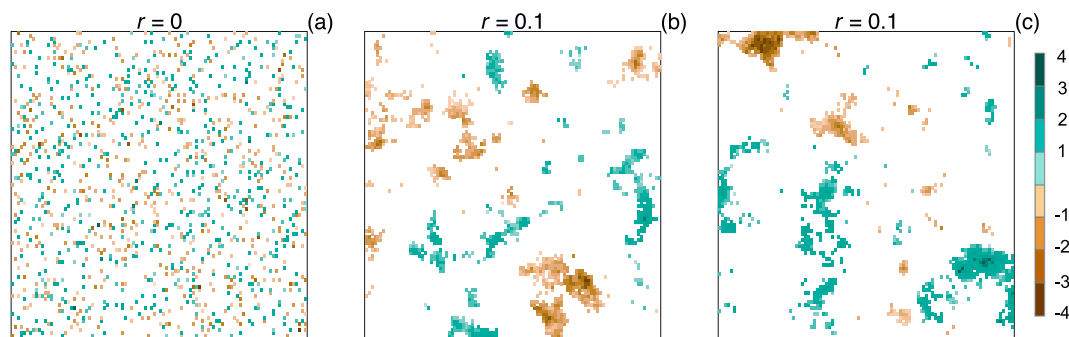 r = 0 (a)
r = 0.1 (b)
r = 0.1 (c)
4
3
2
1
-1
-2
-3
-4